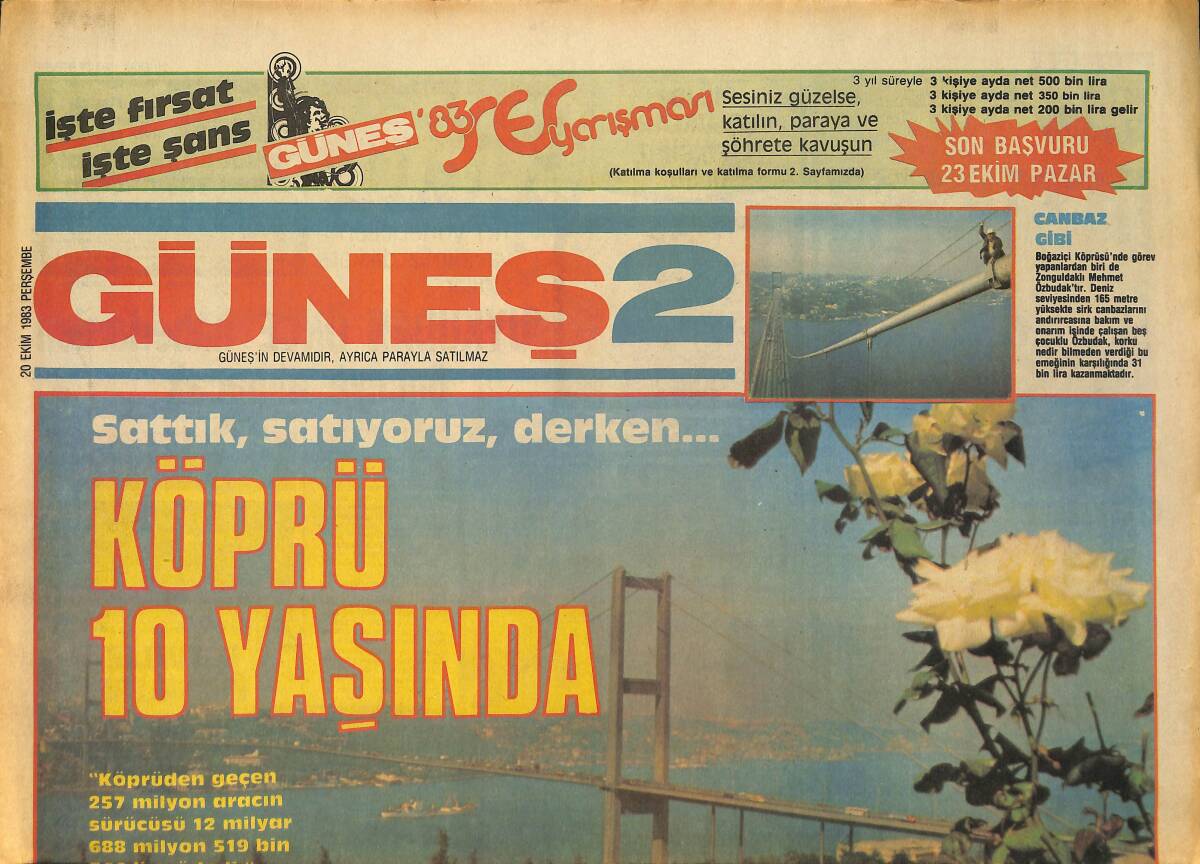 işte fırsat
işte şans
GÜNEŞ '83 SES yarışması
Sesiniz güzelse,
katılın, paraya ve
şöhrete kavuşun
(Katılma koşulları ve katılma formu 2. Sayfamızda)
3 yıl süreyle 3 kişiye ayda net 500 bin lira
3 kişiye ayda net 350 bin lira
3 kişiye ayda net 200 bin lira gelir
SON BAŞVURU
23 EKİM PAZAR
20 EKİM 1983 PERŞEMBE
GÜNEŞ2
GÜNEŞ'İN DEVAMIDIR, AYRICA PARAYLA SATILMAZ
CANBAZ
GİBİ
Boğaziçi Köprüsü'nde görev
yapanlardan biri de
Zonguldaklı Mehmet
Özbudak'tır. Deniz
seviyesinden 165 metre
yüksekte sirk canbazlarını
andırırcasına bakım ve
onarım işinde çalışan beş
çocuklu Özbudak, korku
nedir bilmeden verdiği bu
emeğinin karşılığında 31
bin lira kazanmaktadır.
Sattık, satıyoruz, derken...
KÖPRÜ
10 YAŞINDA
"Köprüden geçen
257 milyon aracın
sürücüsü 12 milyar
688 milyon 519 bin